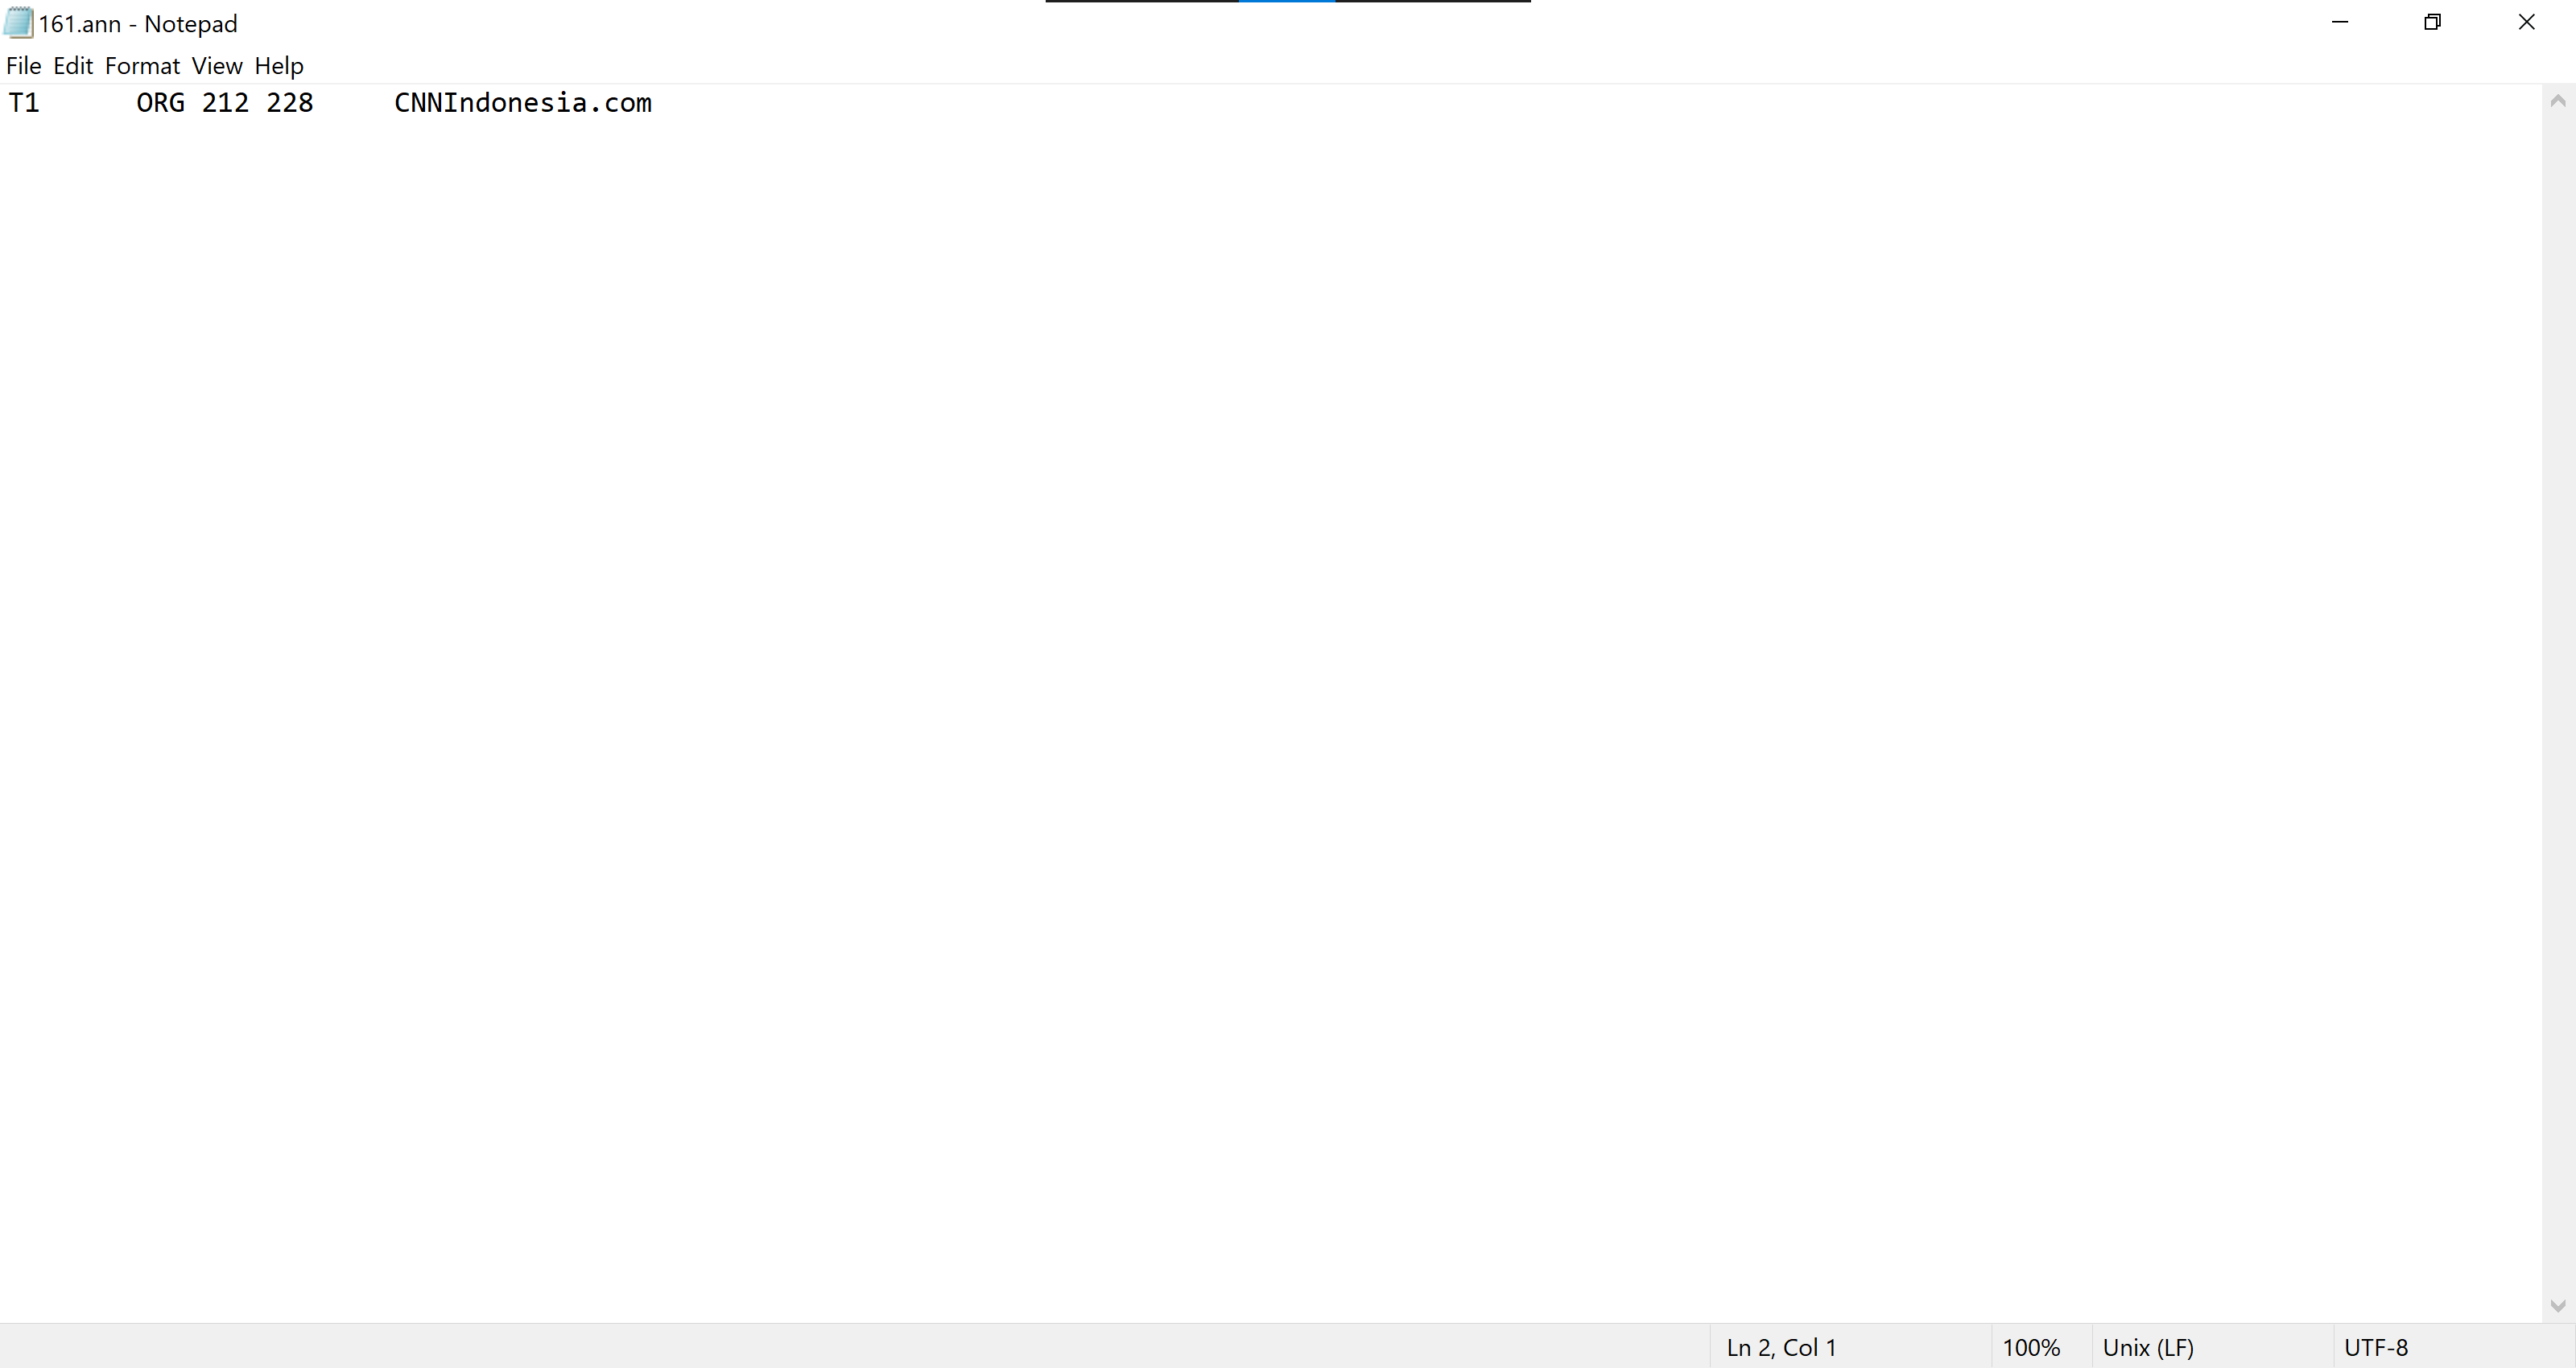 161.ann - Notepad
File Edit Format View Help
T1	ORG 212 228	CNNIndonesia.com
Ln 2, Col 1	100%	Unix (LF)	UTF-8